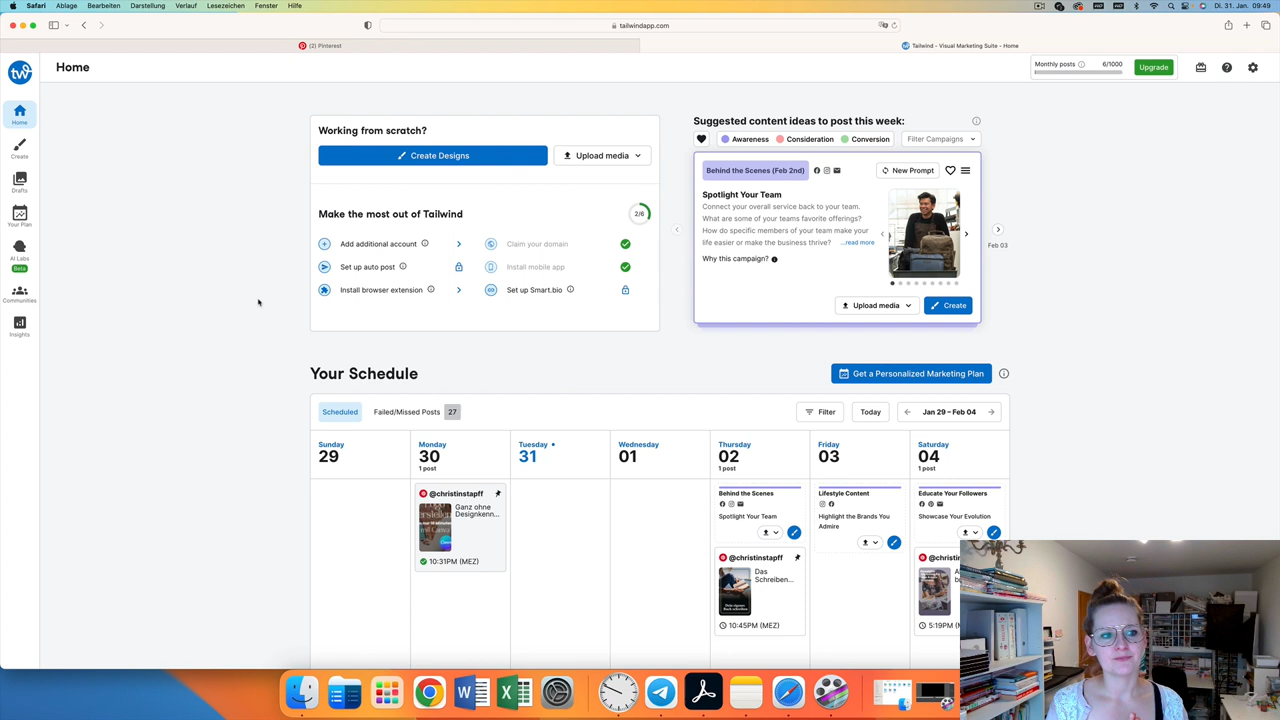 Safari Ablage Bearbeiten Darstellung Verlauf Lesezeichen Fenster Hilfe
Di. 31. Jan. 09:49
tailwindapp.com
(2) Pinterest
Tailwind - Visual Marketing Suite - Home
tw
Home
Monthly posts 6/1000
Upgrade
Home
Create
Drafts
Your Plan
AI Labs
Beta
Communities
Insights
Working from scratch?
Create Designs
Upload media
Make the most out of Tailwind
2/6
Add additional account
Claim your domain
Set up auto post
Install mobile app
Install browser extension
Set up Smart.bio
Suggested content ideas to post this week:
Awareness Consideration Conversion Filter Campaigns
Behind the Scenes (Feb 2nd)
New Prompt
Spotlight Your Team
Connect your overall service back to your team.
What are some of your teams favorite offerings?
How do specific members of your team make your
life easier or make the business thrive? ...read more
Why this campaign?
Feb 03
Upload media
Create
Your Schedule
Get a Personalized Marketing Plan
Scheduled
Failed/Missed Posts 27
Filter
Today
Jan 29 – Feb 04
Sunday
29
Monday
30
1 post
Tuesday
31
Wednesday
01
Thursday
02
1 post
Friday
03
Saturday
04
1 post
@christinstapff
Ganz ohne
Designkenn...
10:31PM (MEZ)
Behind the Scenes
Spotlight Your Team
@christinstapff
Das
Schreiben...
10:45PM (MEZ)
Lifestyle Content
Highlight the Brands You
Admire
Educate Your Followers
Showcase Your Evolution
@christins
5:19PM